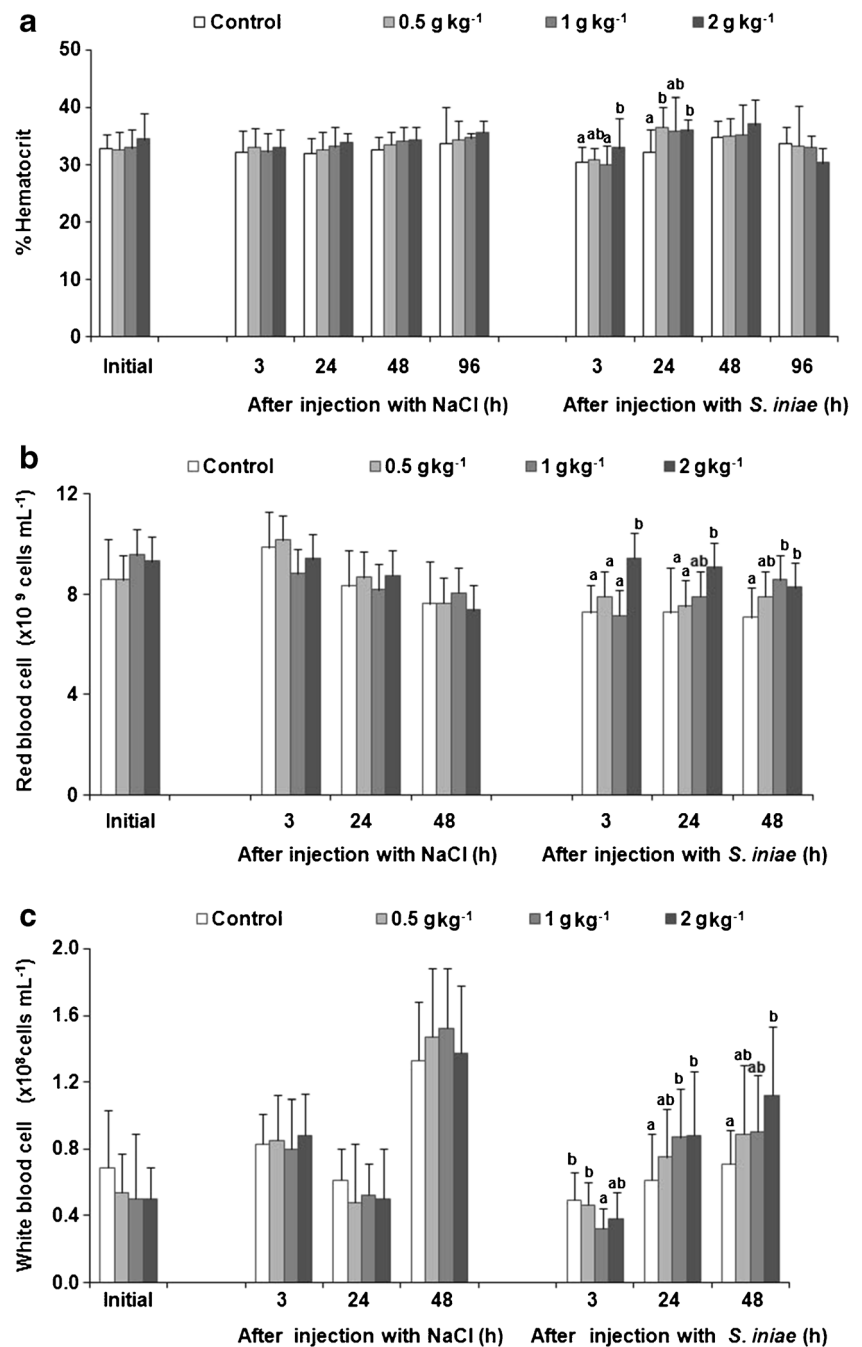 a
Control 0.5 g kg⁻¹ 1 g kg⁻¹ 2 g kg⁻¹
50
40
30
20
10
0
% Hematocrit
a ab a b
a b ab b
Initial 3 24 48 96 3 24 48 96
After injection with NaCl (h) After injection with S. iniae (h)
b
Control 0.5 gkg⁻¹ 1 gkg⁻¹ 2 gkg⁻¹
12
8
4
0
Red blood cell (x10 ⁹ cells mL⁻¹)
a a a b
a a ab b
a ab b b
Initial 3 24 48 3 24 48
After injection with NaCl (h) After injection with S. iniae (h)
c
Control 0.5 gkg⁻¹ 1 gkg⁻¹ 2 gkg⁻¹
2.0
1.6
1.2
0.8
0.4
0.0
White blood cell (x10⁸cells mL⁻¹)
b b a ab
a ab b b
a ab ab b
Initial 3 24 48 3 24 48
After injection with NaCl (h) After injection with S. iniae (h)